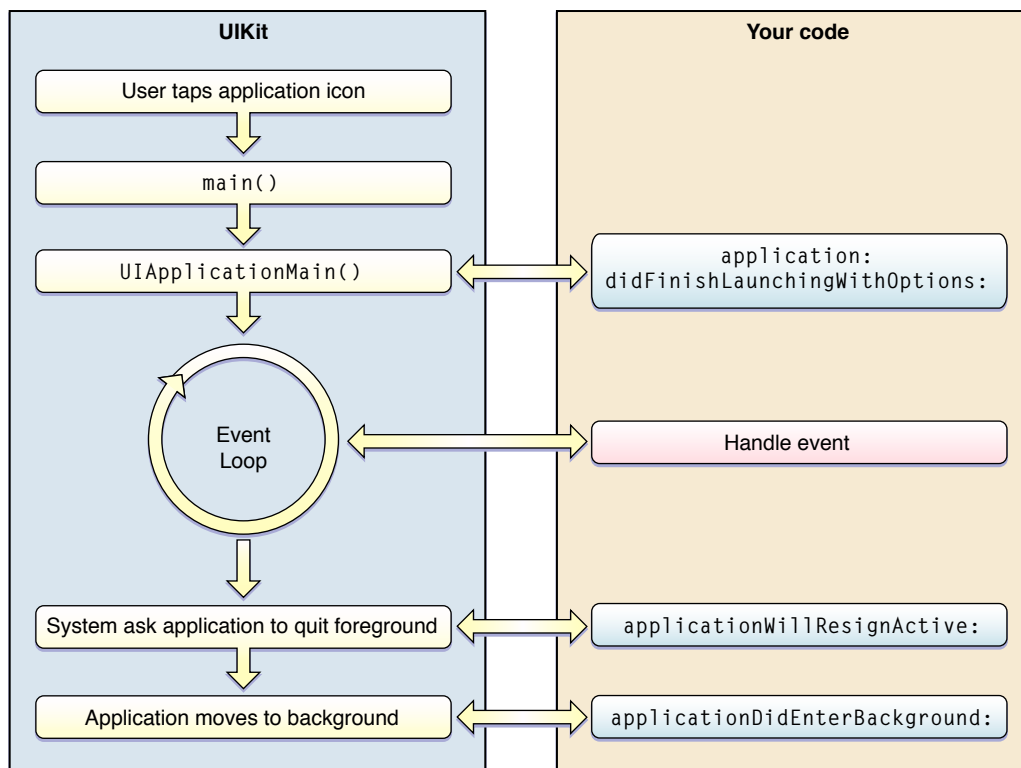 UIKit
User taps application icon
main()
UIApplicationMain()
Event
Loop
System ask application to quit foreground
Application moves to background
Your code
application:
didFinishLaunchingWithOptions:
Handle event
applicationWillResignActive:
applicationDidEnterBackground: